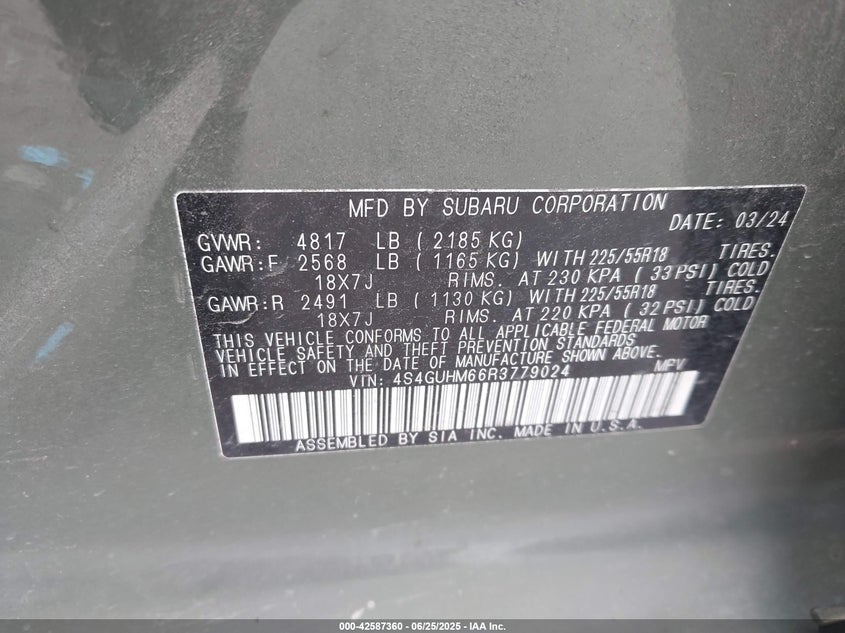 MFD BY SUBARU CORPORATION
DATE: 03/24
GVWR: 4817 LB ( 2185 KG)
GAWR:F 2568 LB ( 1165 KG) WITH 225/55R18 TIRES.
18X7J RIMS. AT 230 KPA ( 33PSI) COLD
GAWR:R 2491 LB ( 1130 KG) WITH 225/55R18 TIRES.
18X7J RIMS. AT 220 KPA ( 32PSI) COLD
THIS VEHICLE CONFORMS TO ALL APPLICABLE FEDERAL MOTOR
VEHICLE SAFETY AND THEFT PREVENTION STANDARDS
IN EFFECT ON THE DATE OF MANUFACTURE SHOWN ABOVE.
VIN: 4S4GUHM66R3779024 MPV
ASSEMBLED BY SIA INC. MADE IN U.S.A.
000-42587360 - 06/25/2025 - IAA Inc.